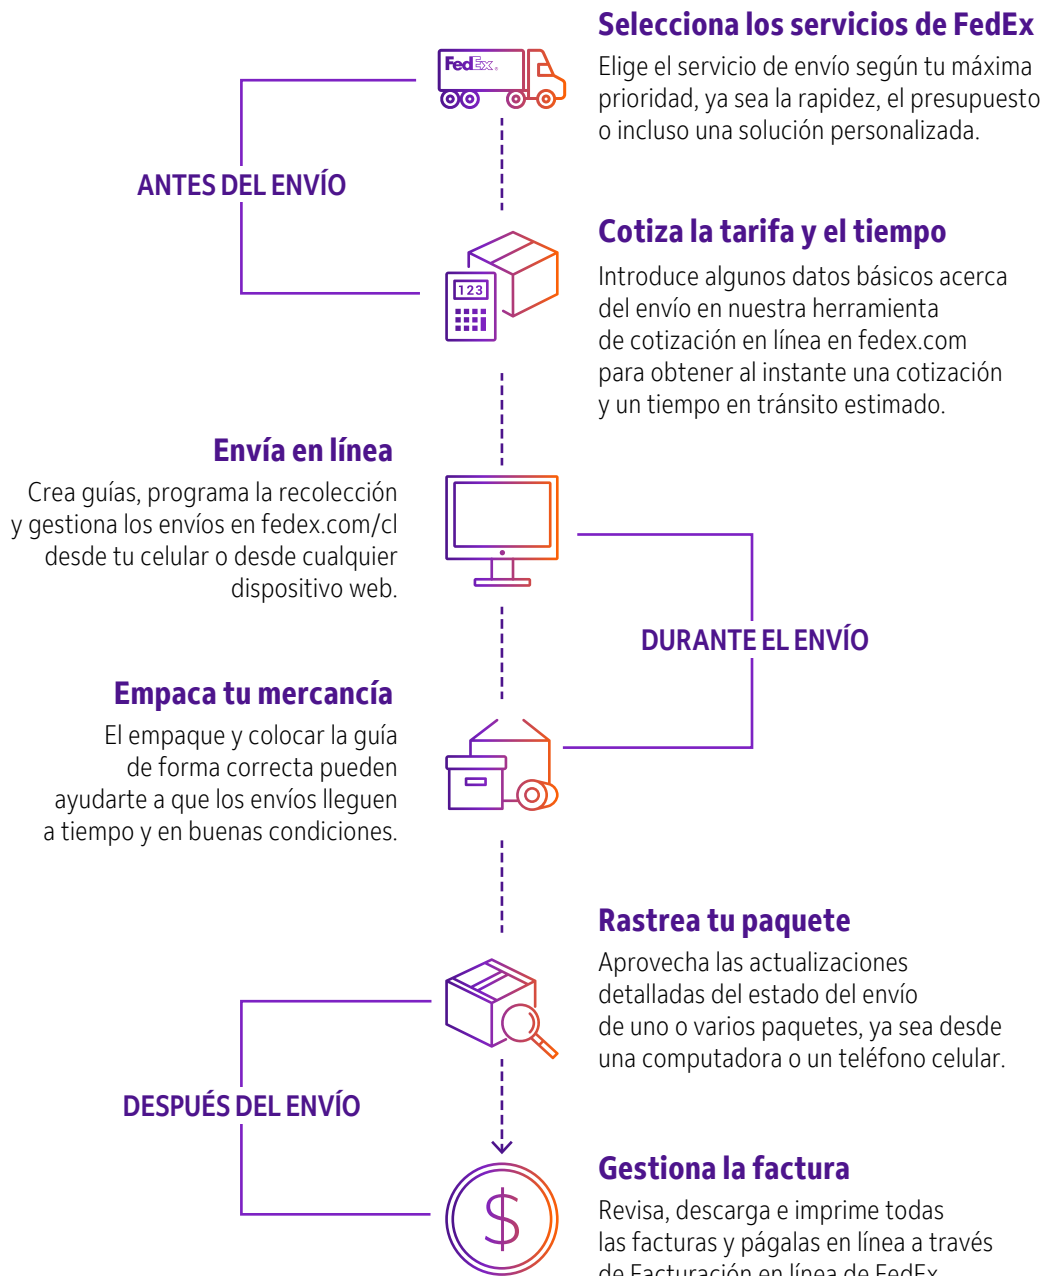 Selecciona los servicios de FedEx
FedEx.
Elige el servicio de envío según tu máxima
prioridad, ya sea la rapidez, el presupuesto
o incluso una solución personalizada.
ANTES DEL ENVÍO
Cotiza la tarifa y el tiempo
123
Introduce algunos datos básicos acerca
del envío en nuestra herramienta
de cotización en línea en fedex.com
para obtener al instante una cotización
y un tiempo en tránsito estimado.
Envía en línea
Crea guías, programa la recolección
y gestiona los envíos en fedex.com/cl
desde tu celular o desde cualquier
dispositivo web.
DURANTE EL ENVÍO
Empaca tu mercancía
El empaque y colocar la guía
de forma correcta pueden
ayudarte a que los envíos lleguen
a tiempo y en buenas condiciones.
Rastrea tu paquete
Aprovecha las actualizaciones
detalladas del estado del envío
de uno o varios paquetes, ya sea desde
una computadora o un teléfono celular.
DESPUÉS DEL ENVÍO
Gestiona la factura
$
Revisa, descarga e imprime todas
las facturas y págalas en línea a través
de Facturación en línea de FedEx